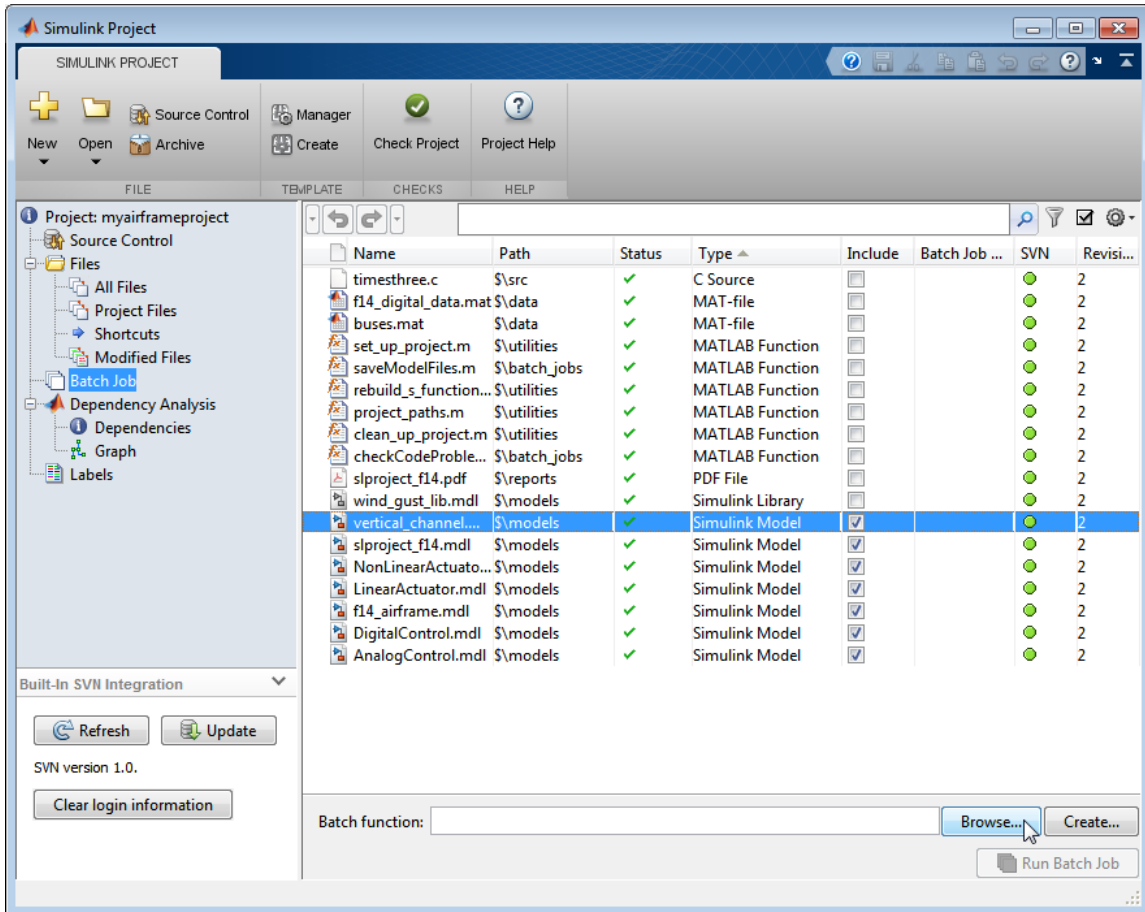 Simulink Project
SIMULINK PROJECT
New
Open
Source Control
Archive
FILE
Manager
Create
TEMPLATE
Check Project
CHECKS
Project Help
HELP
Project: myairframeproject
Source Control
Files
All Files
Project Files
Shortcuts
Modified Files
Batch Job
Dependency Analysis
Dependencies
Graph
Labels
Built-In SVN Integration
Refresh
Update
SVN version 1.0.
Clear login information
Name Path Status Type Include Batch Job ... SVN Revisi...
timesthree.c $\src C Source 2
f14_digital_data.mat $\data MAT-file 2
buses.mat $\data MAT-file 2
set_up_project.m $\utilities MATLAB Function 2
saveModelFiles.m $\batch_jobs MATLAB Function 2
rebuild_s_function... $\utilities MATLAB Function 2
project_paths.m $\utilities MATLAB Function 2
clean_up_project.m $\utilities MATLAB Function 2
checkCodeProble... $\batch_jobs MATLAB Function 2
slproject_f14.pdf $\reports PDF File 2
wind_gust_lib.mdl $\models Simulink Library 2
vertical_channel.... $\models Simulink Model 2
slproject_f14.mdl $\models Simulink Model 2
NonLinearActuato... $\models Simulink Model 2
LinearActuator.mdl $\models Simulink Model 2
f14_airframe.mdl $\models Simulink Model 2
DigitalControl.mdl $\models Simulink Model 2
AnalogControl.mdl $\models Simulink Model 2
Batch function:
Browse...
Create...
Run Batch Job